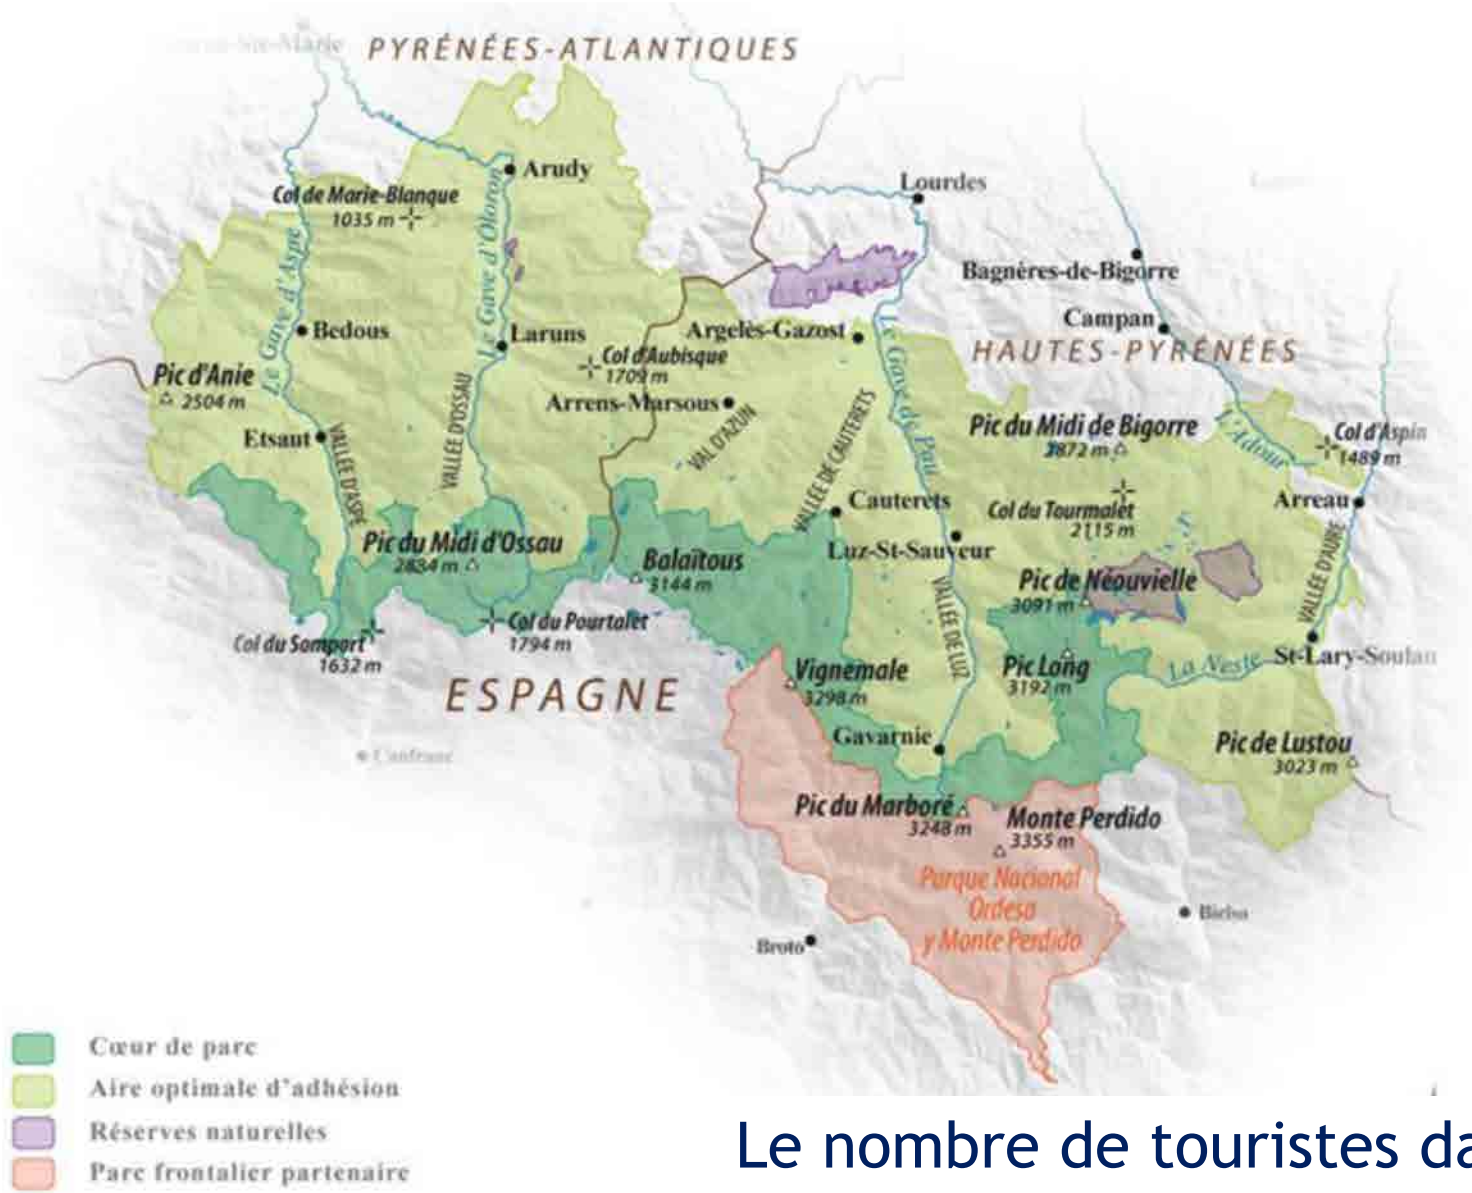 PYRÉNÉES-ATLANTIQUES
Arudy
Col de Marie-Blanque
1035 m
Lourdes
Le Gave d'Aspe
Le Gave d'Oloron
Bagnères-de-Bigorre
Campan
HAUTES-PYRÉNÉES
Bedous
Laruns
Argelès-Gazost
Col d'Aubisque
1709 m
Le Gave de Pau
Pic d'Anie
2504 m
Arrens-Marsous
VAL D'AZUN
VALLÉE DE CAUTERETS
VALLÉE D'OSSAU
Etsaut
VALLÉE D'ASPE
Pic du Midi de Bigorre
2872 m
L'Adour
Col d'Aspin
1489 m
Cauterets
Col du Tourmalet
2115 m
Arreau
Pic du Midi d'Ossau
2884 m
Balaïtous
3144 m
Luz-St-Sauveur
VALLÉE DE LUZ
Pic de Néouvielle
3091 m
VALLÉE D'AURE
Col du Somport
1632 m
Col du Pourtalet
1794 m
ESPAGNE
Vignemale
3298 m
Pic Long
3192 m
La Neste
St-Lary-Soulan
Gavarnie
Canfranc
Pic de Lustou
3023 m
Pic du Marboré
3248 m
Monte Perdido
3355 m
Parque Nacional
Ordesa
y Monte Perdido
Bielsa
Broto
Cœur de parc
Aire optimale d'adhésion
Réserves naturelles
Parc frontalier partenaire
Le nombre de touristes da